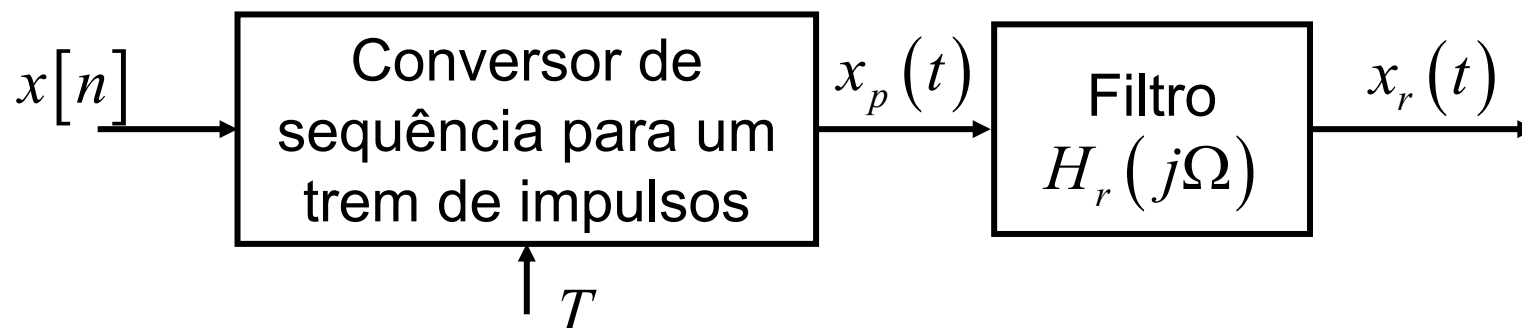 x[n]
Conversor de
sequência para um
trem de impulsos
x_p(t)
Filtro
H_r(jΩ)
x_r(t)
T